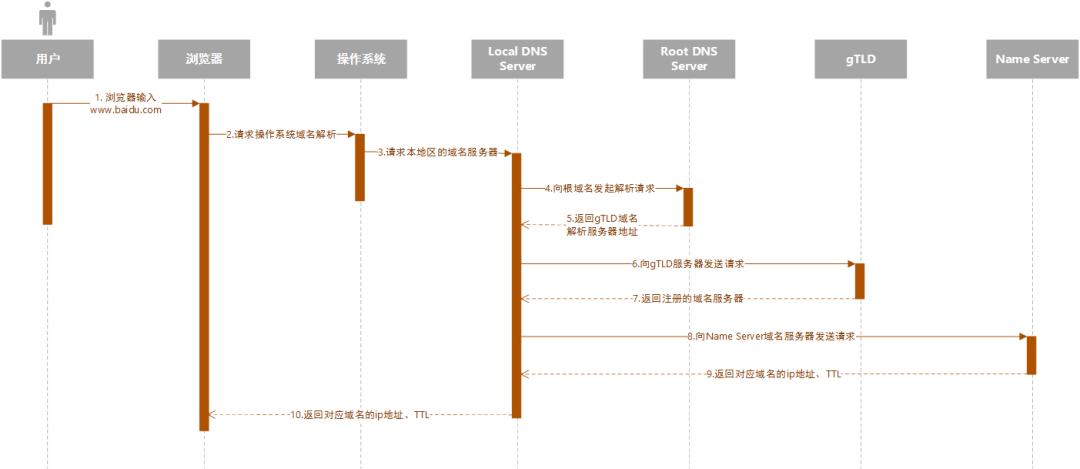 用户
浏览器
操作系统
Local DNS
Server
Root DNS
Server
gTLD
Name Server
1. 浏览器输入
www.baidu.com
2.请求操作系统域名解析
3.请求本地区的域名服务器
4.向根域名发起解析请求
5.返回gTLD域名
解析服务器地址
6.向gTLD服务器发送请求
7.返回注册的域名服务器
8.向Name Server域名服务器发送请求
9.返回对应域名的ip地址、TTL
10.返回对应域名的ip地址、TTL